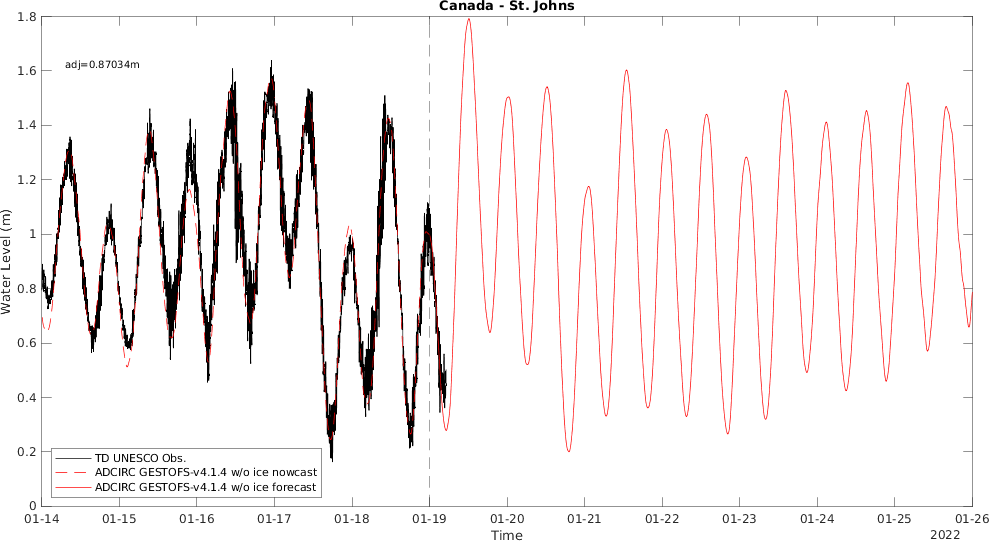 Canada - St. Johns
adj=0.87034m
Water Level (m)
1.8
1.6
1.4
1.2
1
0.8
0.6
0.4
0.2
0
TD UNESCO Obs.
ADCIRC GESTOFS-v4.1.4 w/o ice nowcast
ADCIRC GESTOFS-v4.1.4 w/o ice forecast
01-14 01-15 01-16 01-17 01-18 01-19 01-20 01-21 01-22 01-23 01-24 01-25 01-26
Time
2022